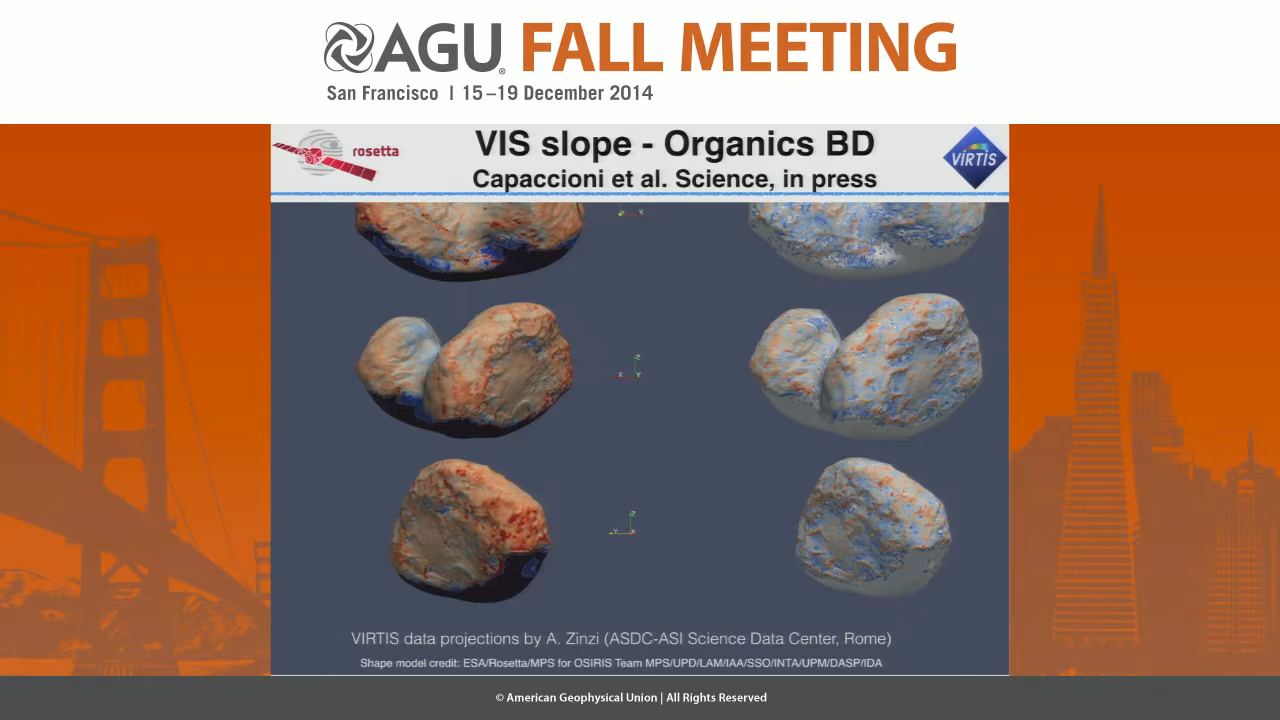 AGU® FALL MEETING
San Francisco | 15–19 December 2014
rosetta
VIS slope - Organics BD
VIRTIS
Capaccioni et al. Science, in press
VIRTIS data projections by A. Zinzi (ASDC-ASI Science Data Center, Rome)
Shape model credit: ESA/Rosetta/MPS for OSIRIS Team MPS/UPD/LAM/IAA/SSO/INTA/UPM/DASP/IDA
© American Geophysical Union | All Rights Reserved